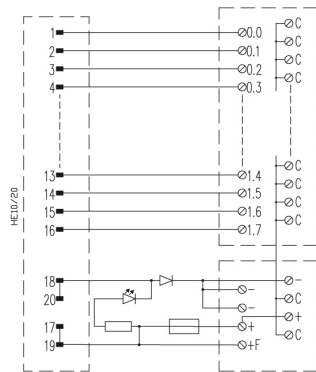 1 0.0 C
2 0.1 C
3 0.2 C
4 0.3 C
HE10/20
13 1.4 C
14 1.5 C
15 1.6 C
16 1.7 C
18 -
20 - C
-
17 + +
19 +F C